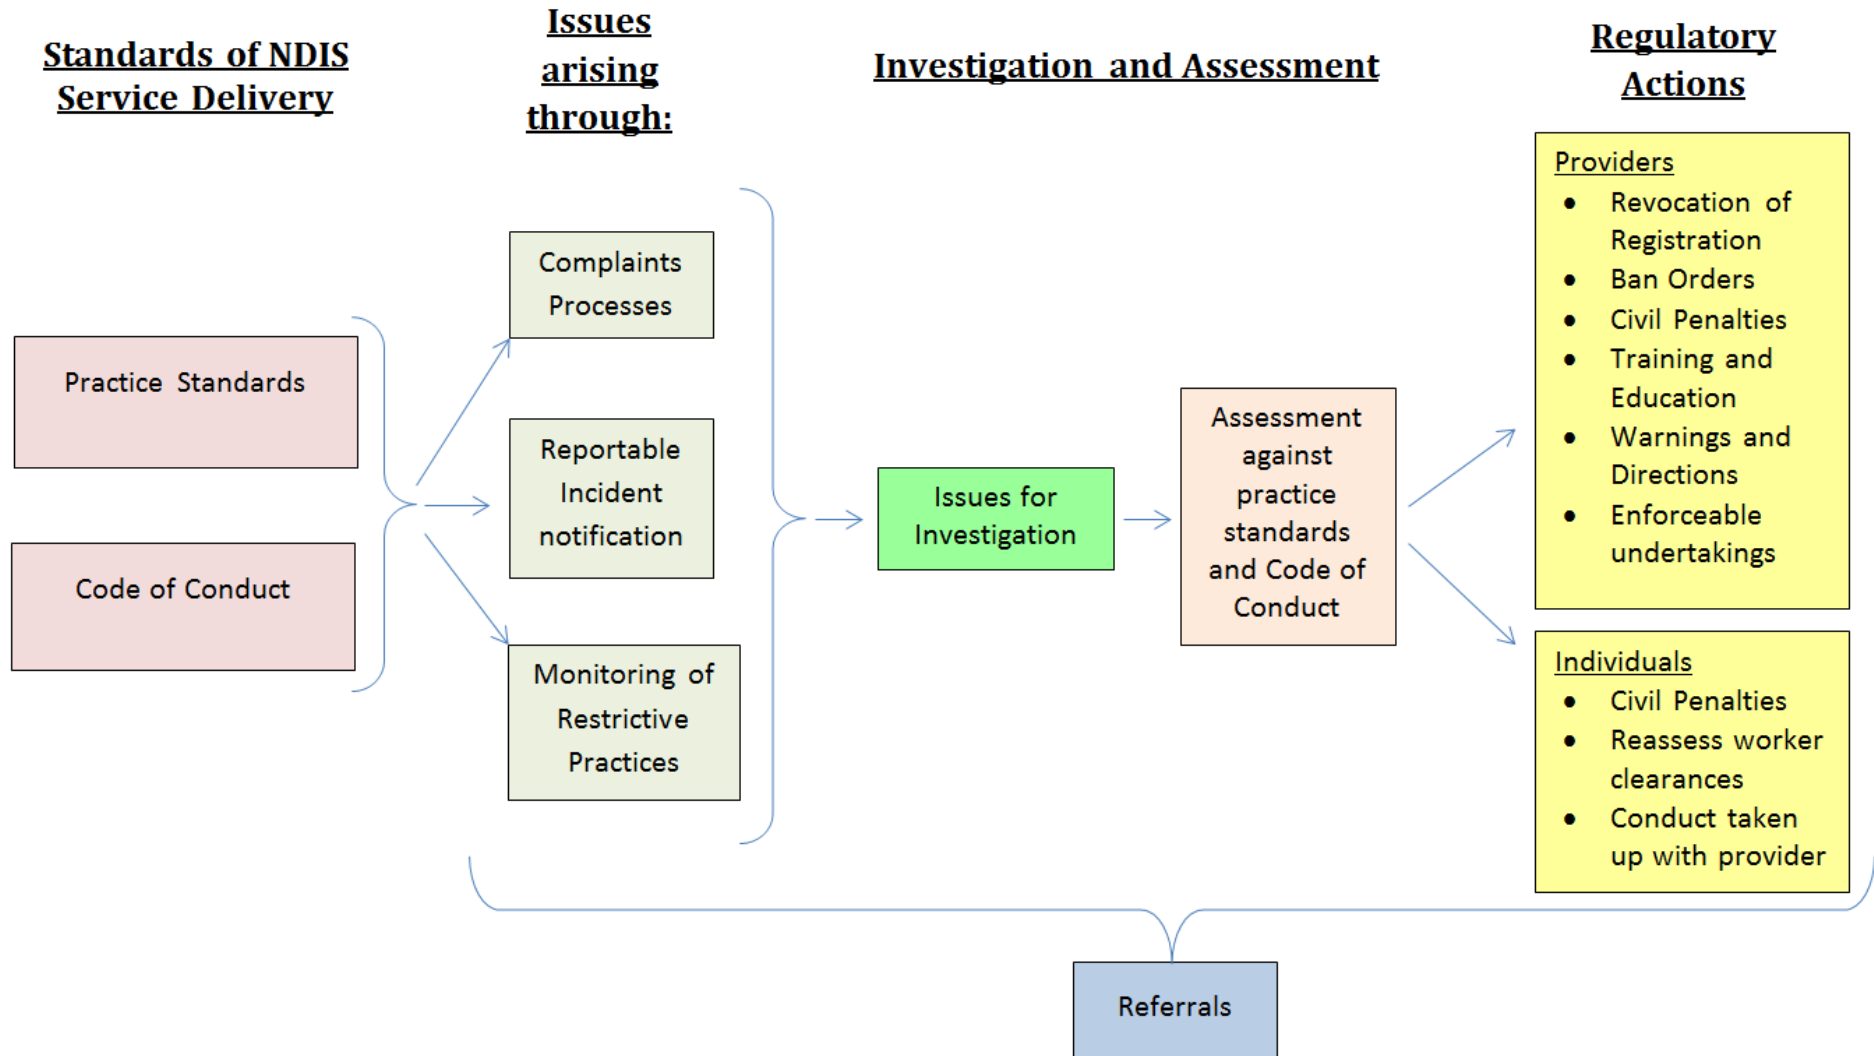 Standards of NDIS
Service Delivery
Issues
arising
through:
Investigation and Assessment
Regulatory
Actions
Practice Standards
Code of Conduct
Complaints
Processes
Reportable
Incident
notification
Monitoring of
Restrictive
Practices
Issues for
Investigation
Assessment
against
practice
standards
and Code of
Conduct
Providers
• Revocation of
Registration
• Ban Orders
• Civil Penalties
• Training and
Education
• Warnings and
Directions
• Enforceable
undertakings
Individuals
• Civil Penalties
• Reassess worker
clearances
• Conduct taken
up with provider
Referrals